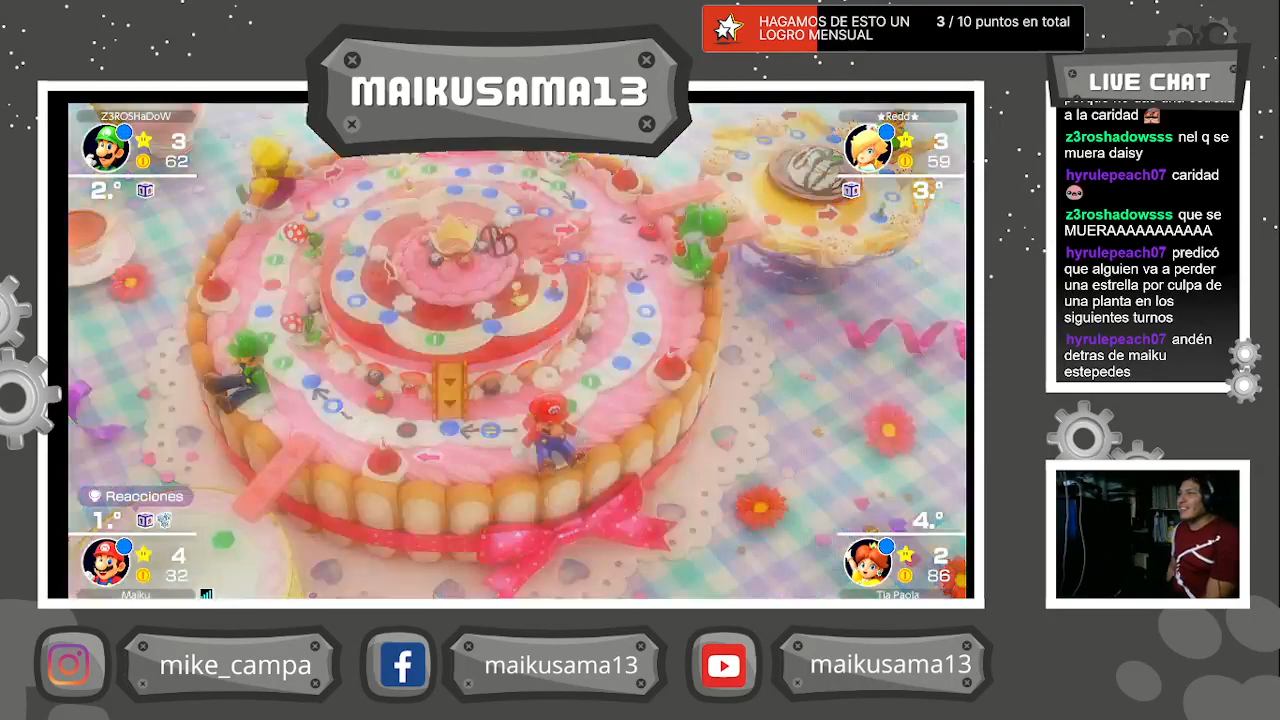 HAGAMOS DE ESTO UN
LOGRO MENSUAL
3 / 10 puntos en total
MAIKUSAMA13
LIVE CHAT
Z3ROSHaDoW
3
62
2.º
★Redd★
3
59
3.º
a la caridad
z3roshadowsss nel q se
muera daisy
hyrulepeach07 caridad
z3roshadowsss que se
MUERAAAAAAAAAAA
hyrulepeach07 predicó
que alguien va a perder
una estrella por culpa de
una planta en los
siguientes turnos
hyrulepeach07 andén
detras de maiku
estepedes
Reacciones
1.º
4
32
Maiku
4.º
2
86
Tia Paola
mike_campa
maikusama13
maikusama13